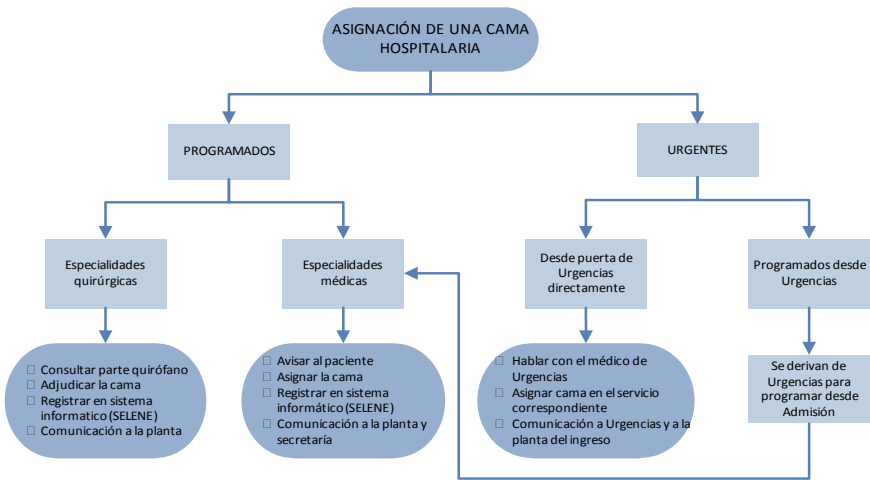 ASIGNACIÓN DE UNA CAMA
HOSPITALARIA
PROGRAMADOS
URGENTES
Especialidades
quirúrgicas
Especialidades
médicas
Desde puerta de
Urgencias
directamente
Programados desde
Urgencias
□ Consultar parte quirófano
□ Adjudicar la cama
□ Registrar en sistema
informatico (SELENE)
□ Comunicación a la planta
□ Avisar al paciente
□ Asignar la cama
□ Registrar en sistema
informático (SELENE)
□ Comunicación a la planta y
secretaría
□ Hablar con el médico de
Urgencias
□ Asignar cama en el servicio
correspondiente
□ Comunicación a Urgencias y a la
planta del ingreso
Se derivan de
Urgencias para
programar desde
Admisión